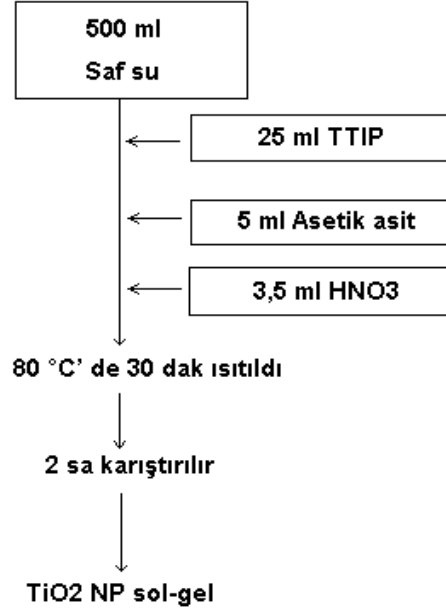 500 ml
Saf su
25 ml TTIP
5 ml Asetik asit
3,5 ml HNO3
80 °C' de 30 dak ısıtıldı
2 sa karıştırılır
TiO2 NP sol-gel